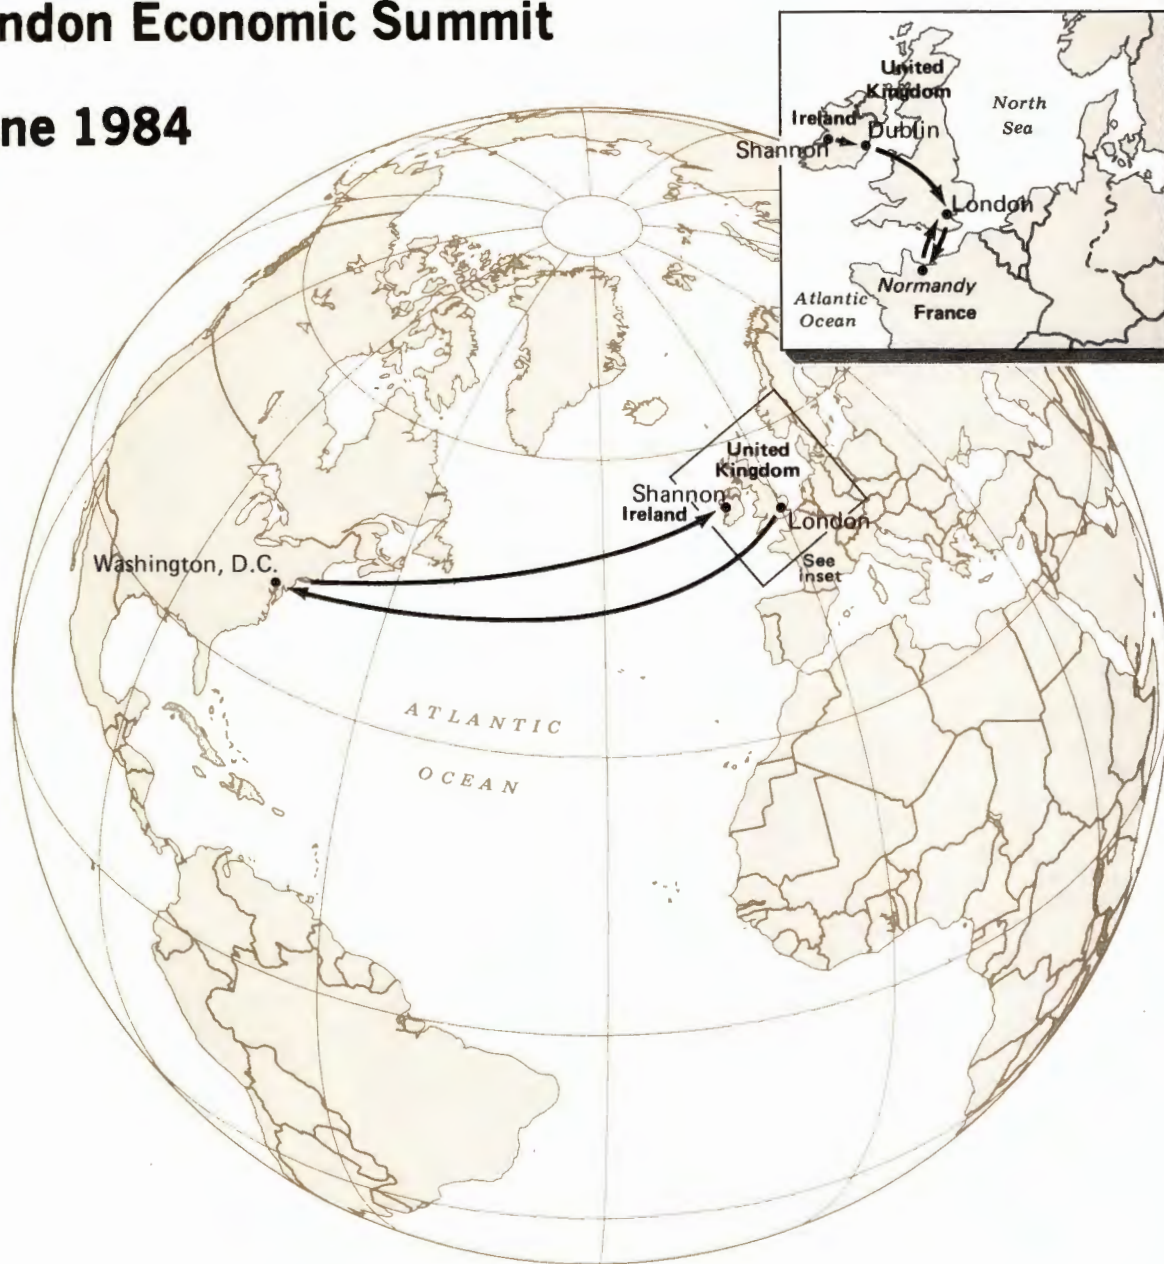 ndon Economic Summit
ne 1984
United
Kingdom
North
Sea
Ireland
Dublin
Shannon
London
Normandy
Atlantic
Ocean
France
United
Kingdom
Shannon
Ireland
London
See
inset
Washington, D.C.
ATLANTIC
OCEAN